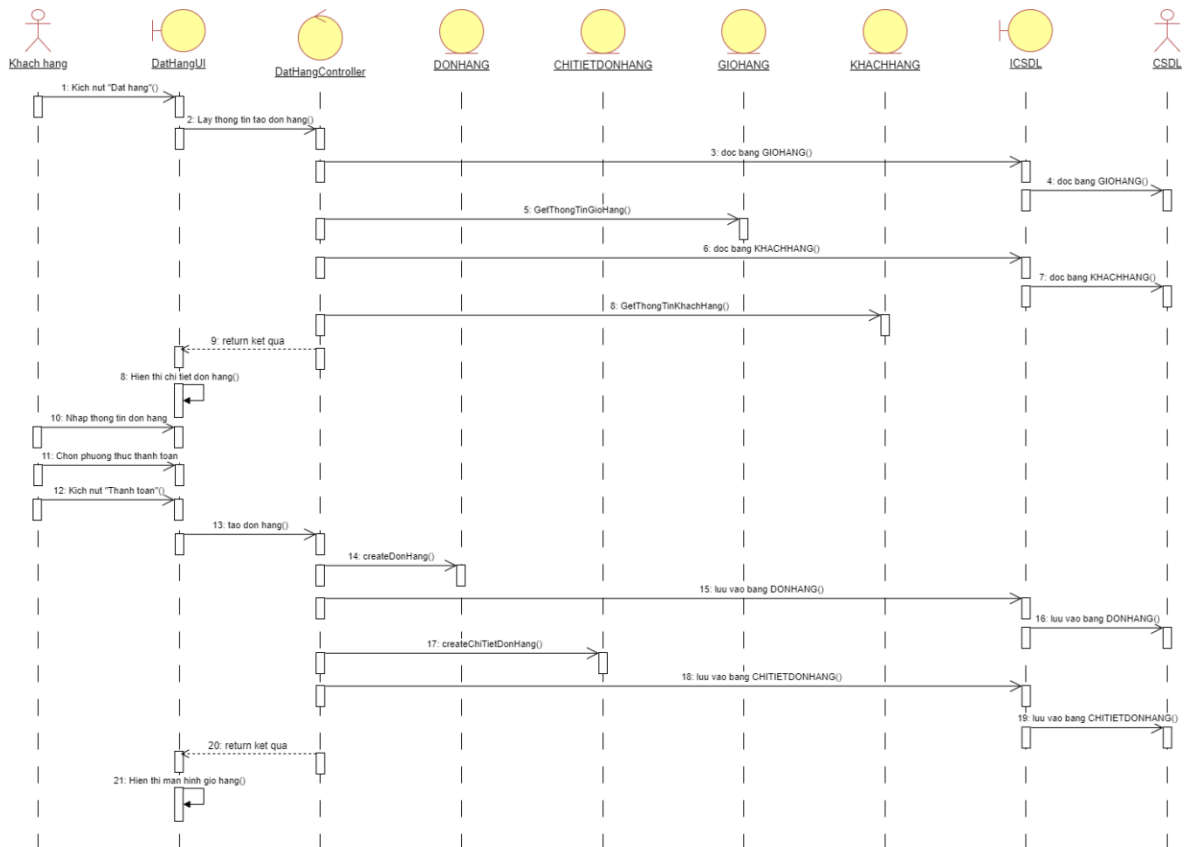 Khach hang
DatHangUI
DatHangController
DONHANG
CHITIETDONHANG
GIOHANG
KHACHHANG
ICSDL
CSDL
1: Kich nut "Dat hang"()
2: Lay thong tin tao don hang()
3: doc bang GIOHANG()
4: doc bang GIOHANG()
5: GetThongTinGioHang()
6: doc bang KHACHHANG()
7: doc bang KHACHHANG()
8: GetThongTinKhachHang()
9: return ket qua
8: Hien thi chi tiet don hang()
10: Nhap thong tin don hang
11: Chon phuong thuc thanh toan
12: Kich nut "Thanh toan"()
13: tao don hang()
14: createDonHang()
15: luu vao bang DONHANG()
16: luu vao bang DONHANG()
17: createChiTietDonHang()
18: luu vao bang CHITIETDONHANG()
19: luu vao bang CHITIETDONHANG()
20: return ket qua
21: Hien thi man hinh gio hang()